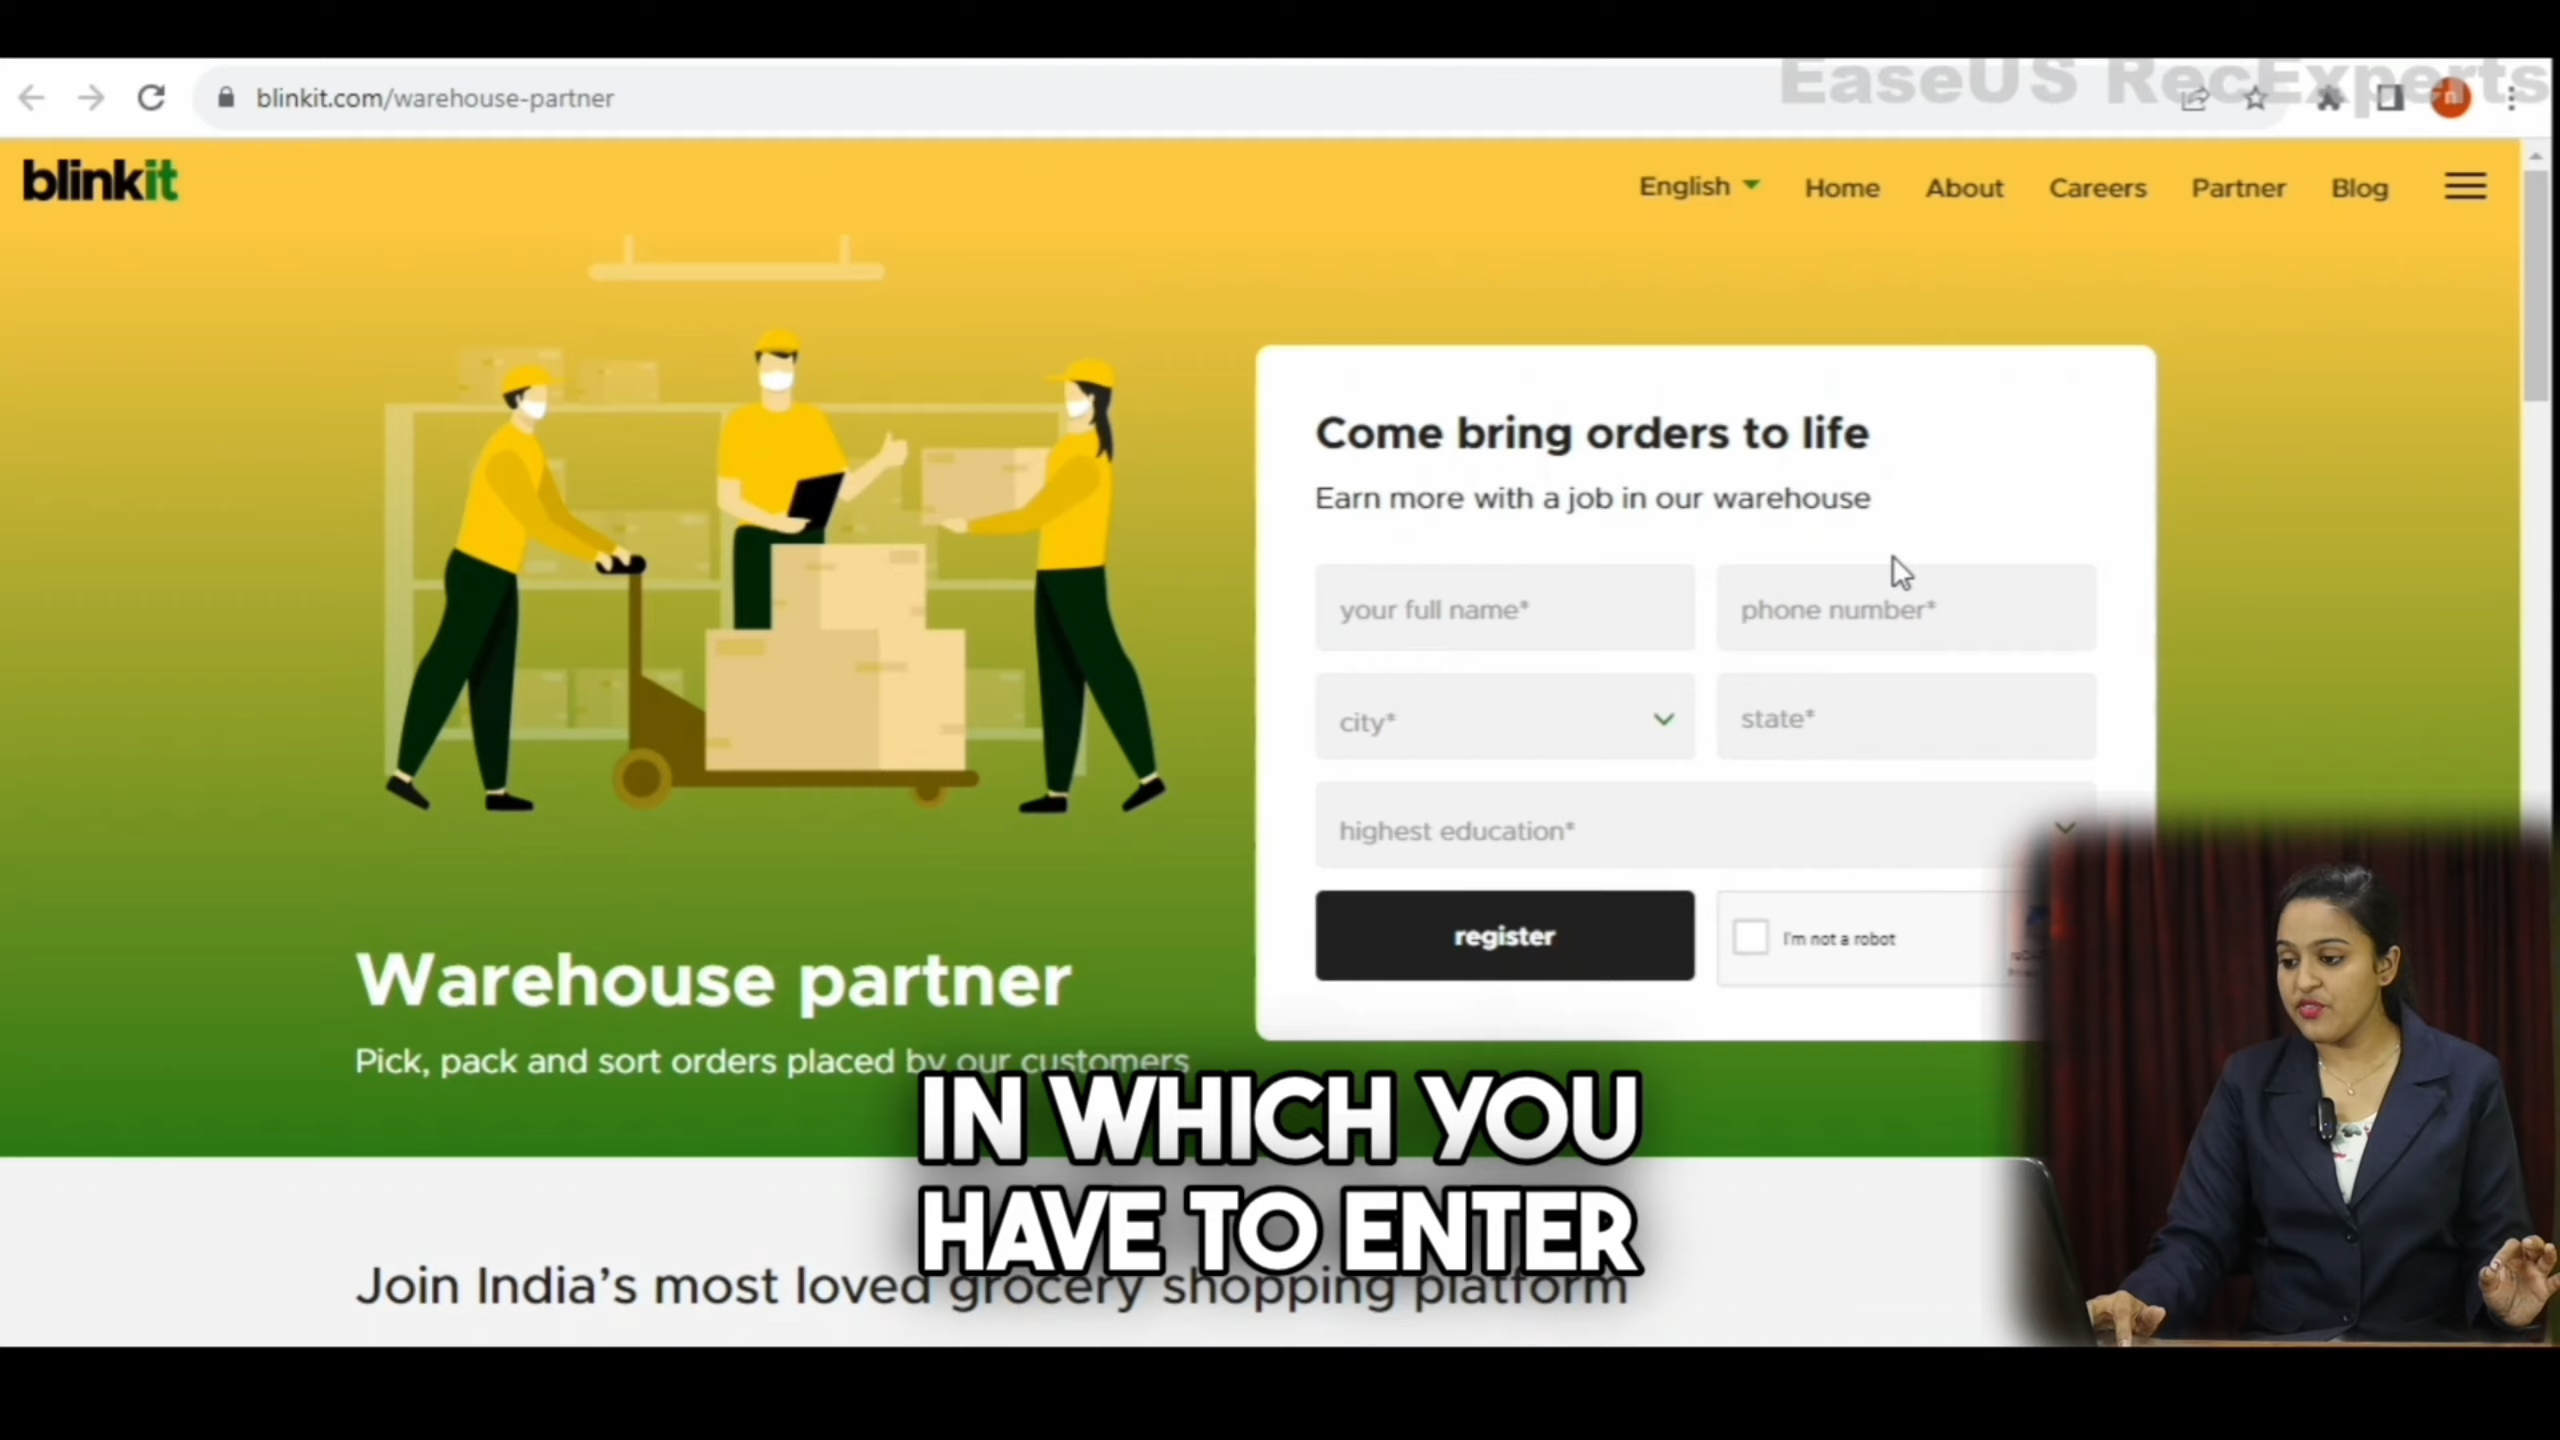 EaseUS RecExperts
blinkit.com/warehouse-partner
blinkit
English
Home
About
Careers
Partner
Blog
Come bring orders to life
Earn more with a job in our warehouse
your full name*
phone number*
city*
state*
highest education*
register
I'm not a robot
Warehouse partner
Pick, pack and sort orders placed by our customers
IN WHICH YOU
HAVE TO ENTER
Join India's most loved grocery shopping platform